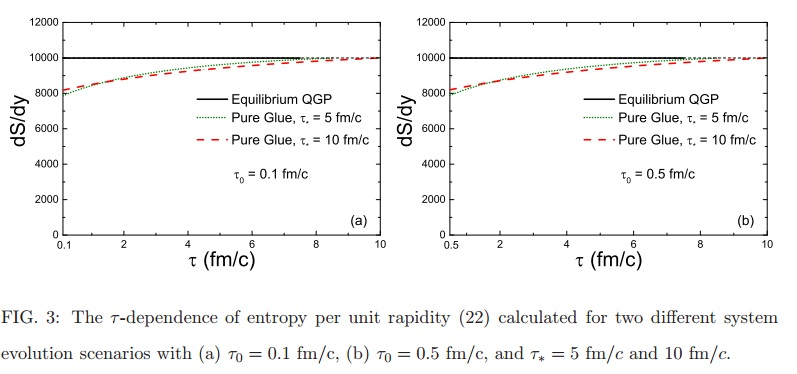 12000
10000
8000
6000
4000
2000
0
dS/dy
Equilibrium QGP
Pure Glue, τ* = 5 fm/c
Pure Glue, τ* = 10 fm/c
τ0 = 0.1 fm/c
(a)
0.1 2 4 6 8 10
τ (fm/c)
12000
10000
8000
6000
4000
2000
0
dS/dy
Equilibrium QGP
Pure Glue, τ* = 5 fm/c
Pure Glue, τ* = 10 fm/c
τ0 = 0.5 fm/c
(b)
0.5 2 4 6 8 10
τ (fm/c)
FIG. 3: The τ-dependence of entropy per unit rapidity (22) calculated for two different system
evolution scenarios with (a) τ0 = 0.1 fm/c, (b) τ0 = 0.5 fm/c, and τ* = 5 fm/c and 10 fm/c.